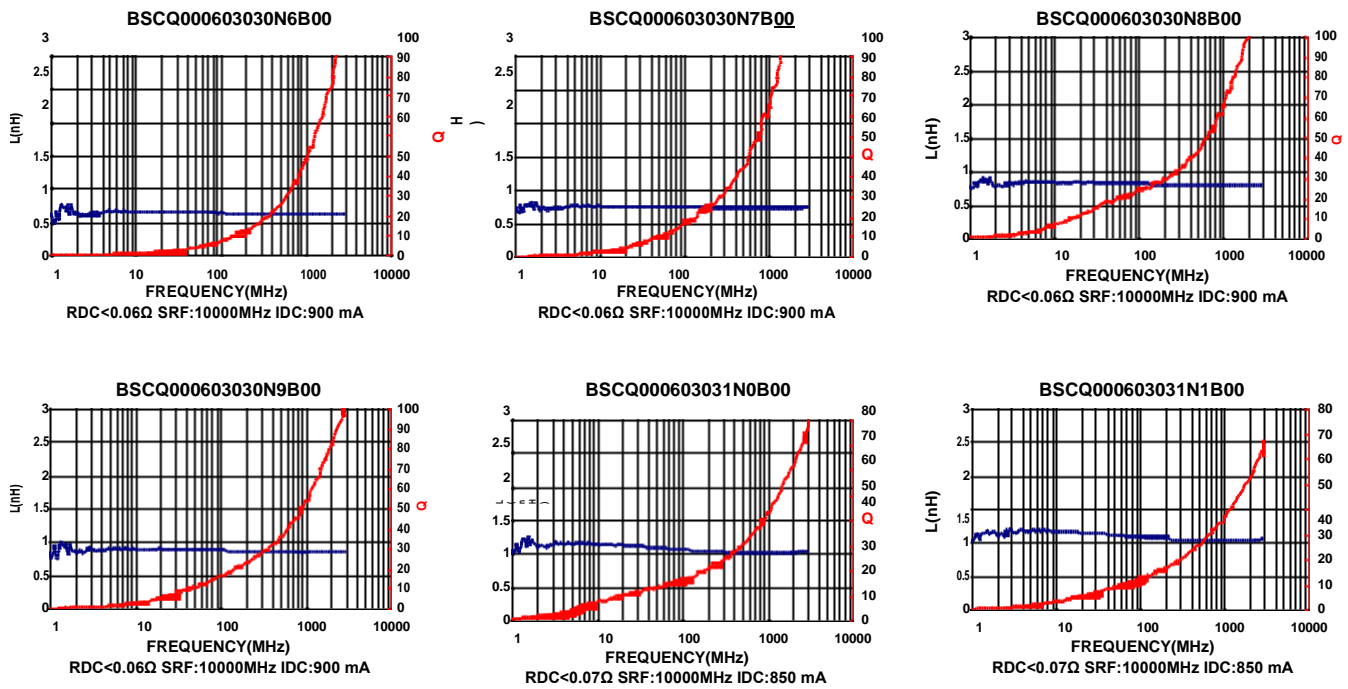 BSCQ000603030N6B00
3
2.5
2
1.5
1
0.5
0
L(nH)
100
90
80
70
60
50
40
30
20
10
0
Q
1 10 100 1000 10000
FREQUENCY(MHz)
RDC<0.06Ω SRF:10000MHz IDC:900 mA
BSCQ000603030N7B00
3
2.5
2
1.5
1
0.5
0
H )
100
90
80
70
60
50
40
30
20
10
0
Q
1 10 100 1000 10000
FREQUENCY(MHz)
RDC<0.06Ω SRF:10000MHz IDC:900 mA
BSCQ000603030N8B00
3
2.5
2
1.5
1
0.5
0
L(nH)
100
90
80
70
60
50
40
30
20
10
0
Q
1 10 100 1000 10000
FREQUENCY(MHz)
RDC<0.06Ω SRF:10000MHz IDC:900 mA
BSCQ000603030N9B00
3
2.5
2
1.5
1
0.5
0
L(nH)
100
90
80
70
60
50
40
30
20
10
0
Q
1 10 100 1000 10000
FREQUENCY(MHz)
RDC<0.06Ω SRF:10000MHz IDC:900 mA
BSCQ000603031N0B00
3
2.5
2
1.5
1
0.5
0
L(nH)
80
70
60
50
40
30
20
10
0
Q
1 10 100 1000 10000
FREQUENCY(MHz)
RDC<0.07Ω SRF:10000MHz IDC:850 mA
BSCQ000603031N1B00
3
2.5
2
1.5
1
0.5
0
L(nH)
80
70
60
50
40
30
20
10
0
Q
1 10 100 1000 10000
FREQUENCY(MHz)
RDC<0.07Ω SRF:10000MHz IDC:850 mA